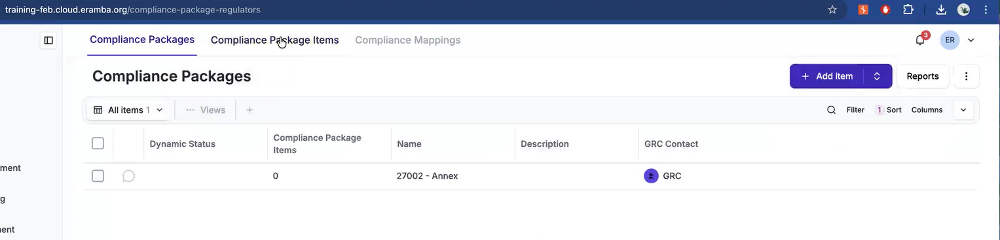 training-feb.cloud.eramba.org/compliance-package-regulators
Compliance Packages Compliance Package Items Compliance Mappings 3 ER
Compliance Packages + Add item Reports
All items 1 Views + Filter 1 Sort Columns
Dynamic Status Compliance Package Items Name Description GRC Contact
0 27002 - Annex GRC
ment
g
ment